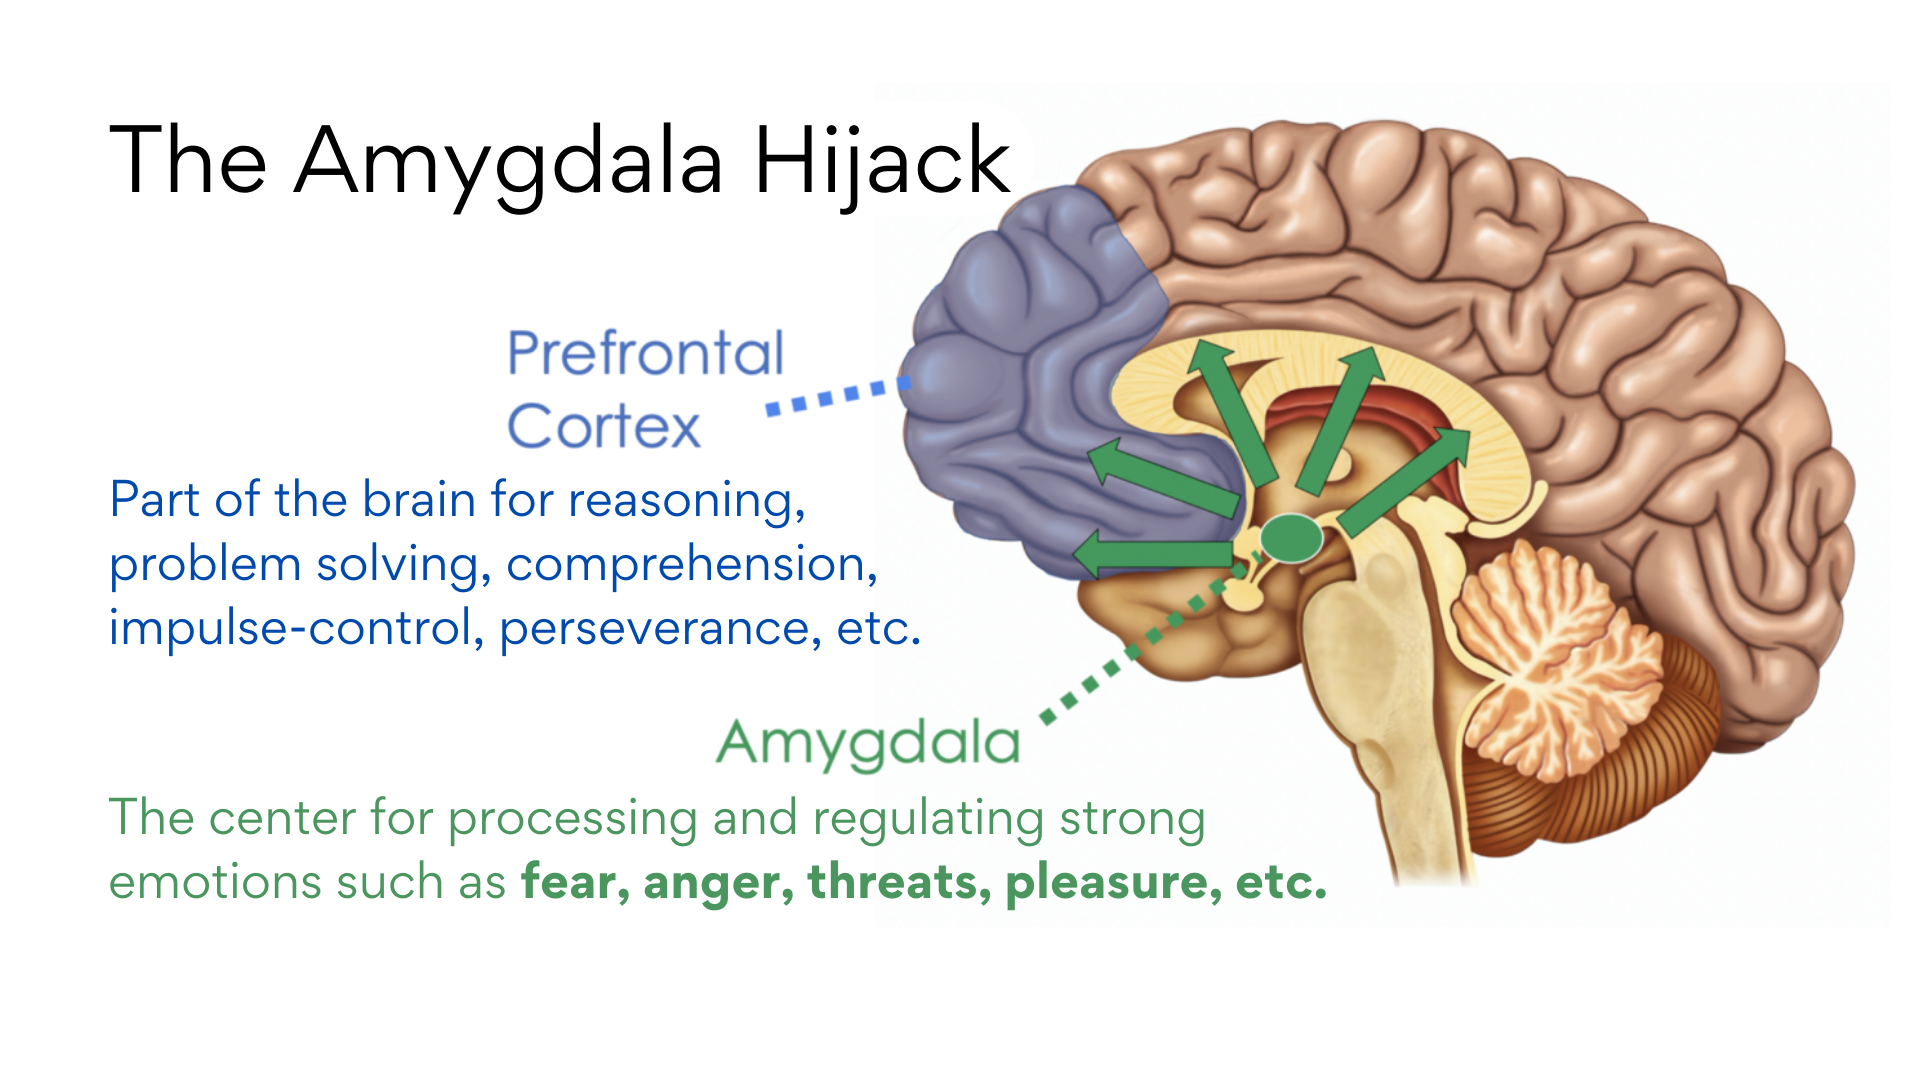 The Amygdala Hijack
Prefrontal
Cortex
Part of the brain for reasoning,
problem solving, comprehension,
impulse-control, perseverance, etc.
Amygdala
The center for processing and regulating strong
emotions such as fear, anger, threats, pleasure, etc.